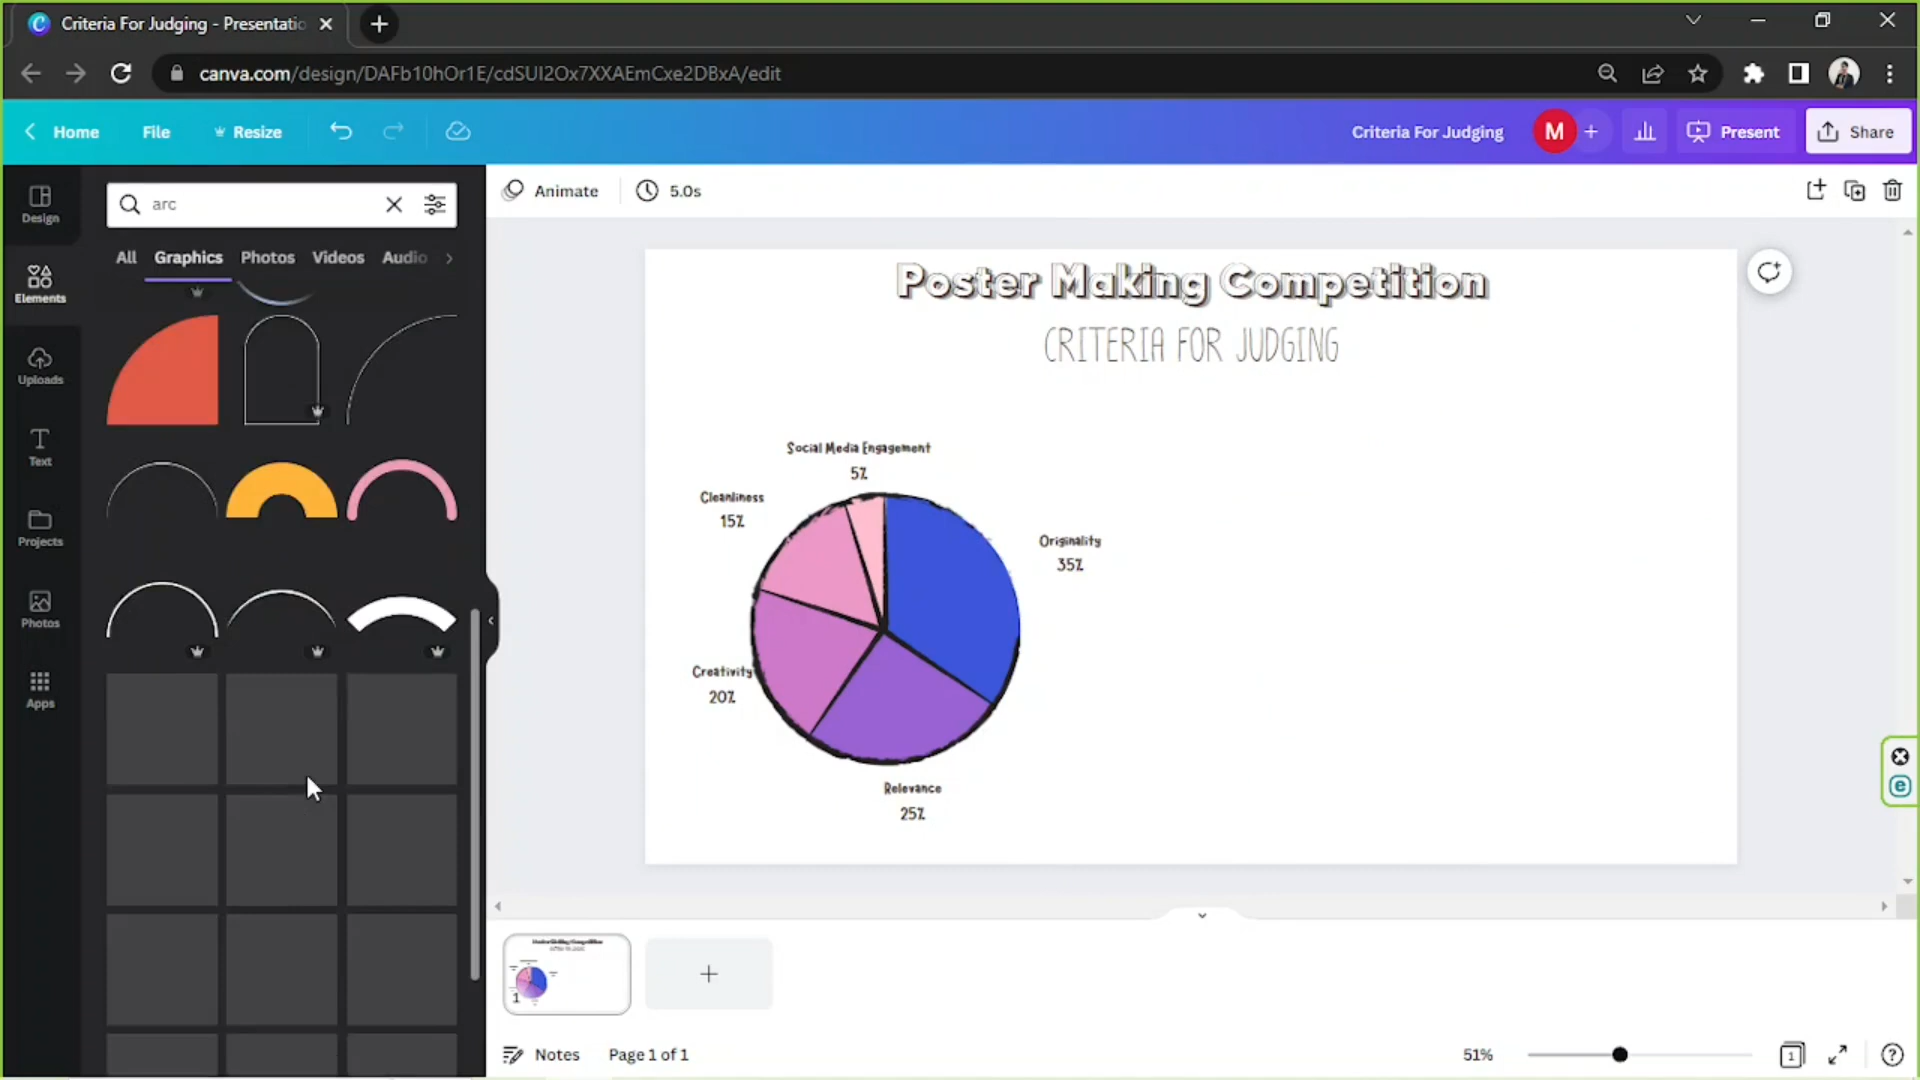 Criteria For Judging - Presentatio
canva.com/design/DAFb10hOr1E/cdSUI2Ox7XXAEmCxe2DBxA/edit
Home
File
Resize
Criteria For Judging
M
Present
Share
Design
arc
Animate
5.0s
All
Graphics
Photos
Videos
Audio
Elements
Uploads
Text
Projects
Photos
Apps
Poster Making Competition
CRITERIA FOR JUDGING
Social Media Engagement
5%
Cleanliness
15%
Originality
35%
Creativity
20%
Relevance
25%
1
Notes
Page 1 of 1
51%
1